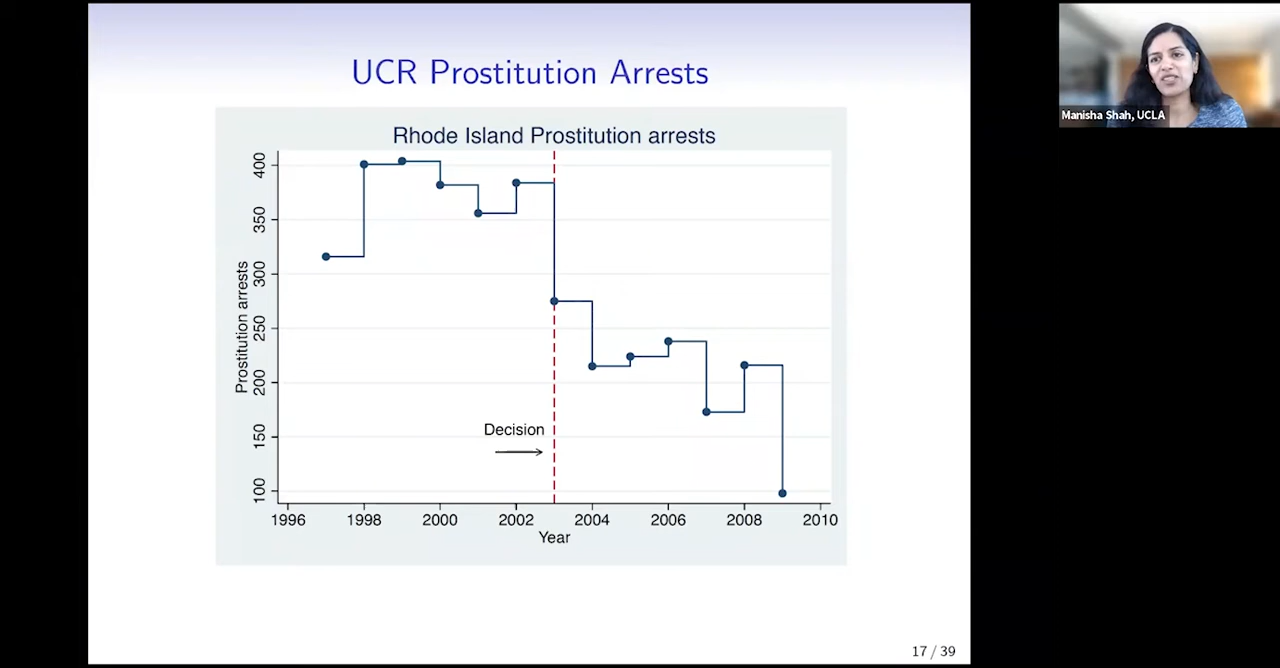 UCR Prostitution Arrests
Manisha Shah, UCLA
Rhode Island Prostitution arrests
400
350
300
250
200
150
100
Prostitution arrests
Decision
1996 1998 2000 2002 2004 2006 2008 2010
Year
17 / 39